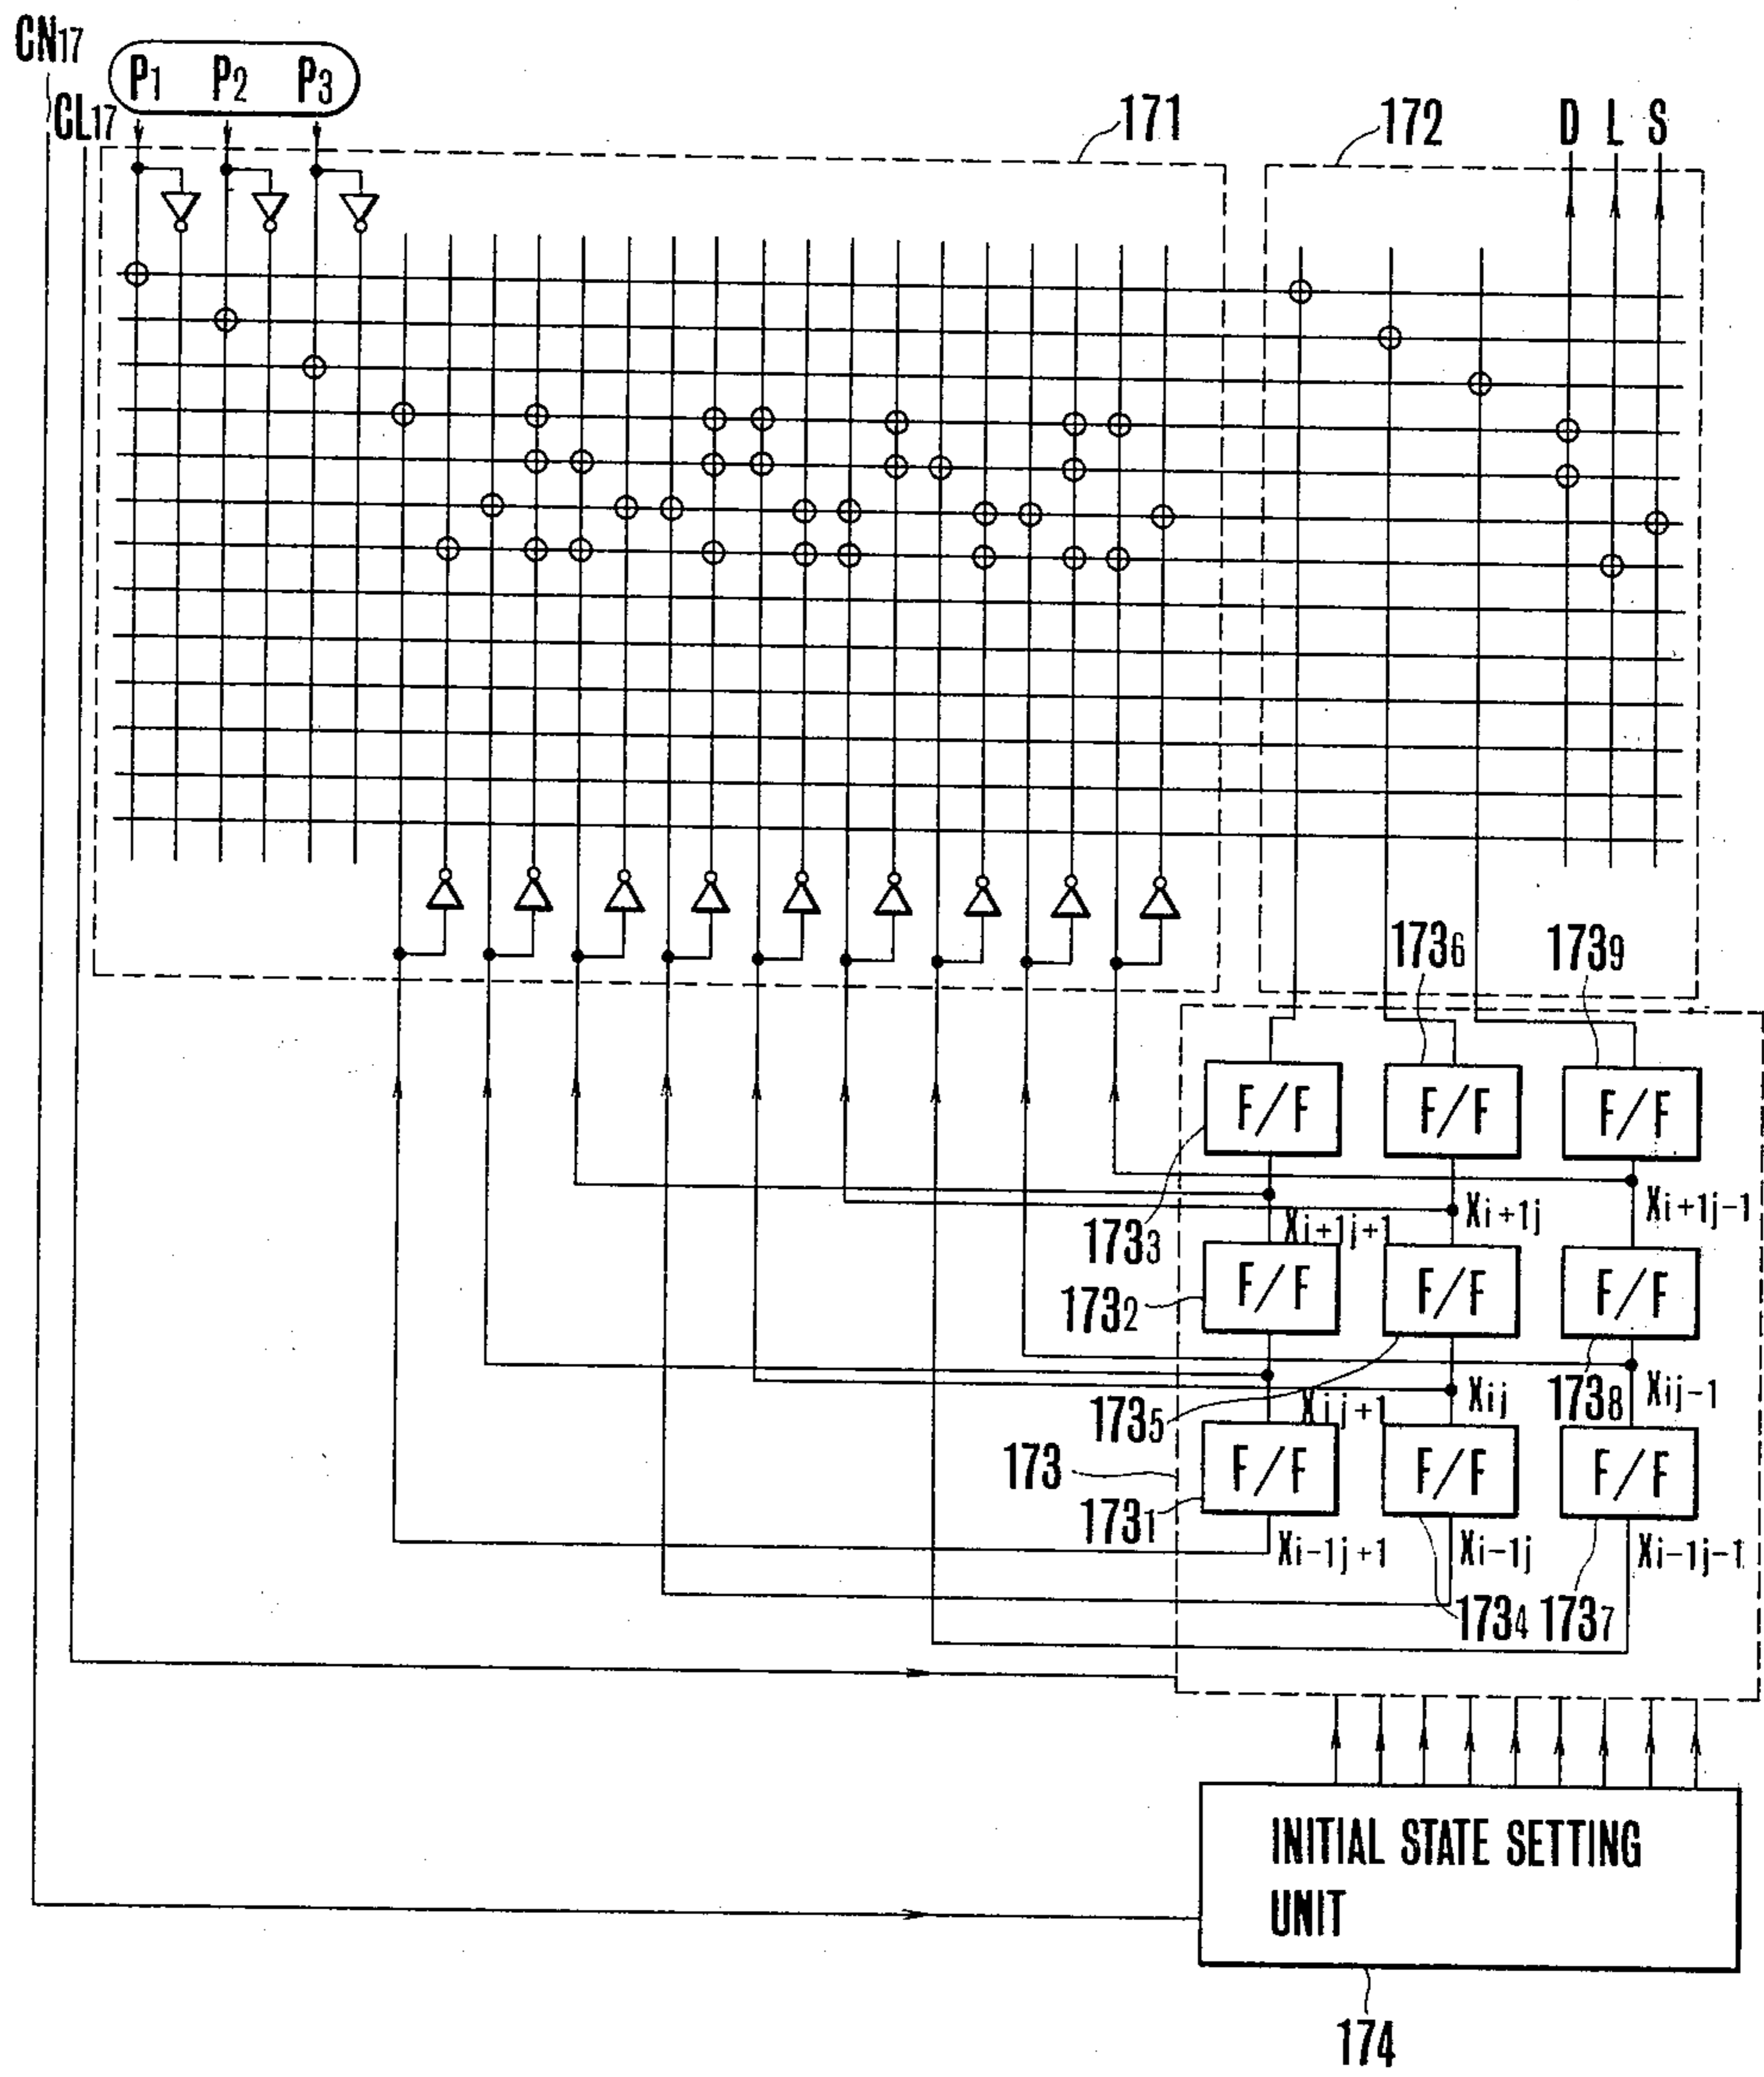 CN17
P1 P2 P3
CL17
171
172
D L S
1736
1739
F/F
F/F
F/F
1733
Xi+1j+1
Xi+1j
Xi+1j-1
1732
F/F
F/F
F/F
1735
Xij+1
Xij
1738
Xij-1
173
F/F
F/F
F/F
1731
Xi-1j+1
Xi-1j
Xi-1j-1
1734
1737
INITIAL STATE SETTING
UNIT
174